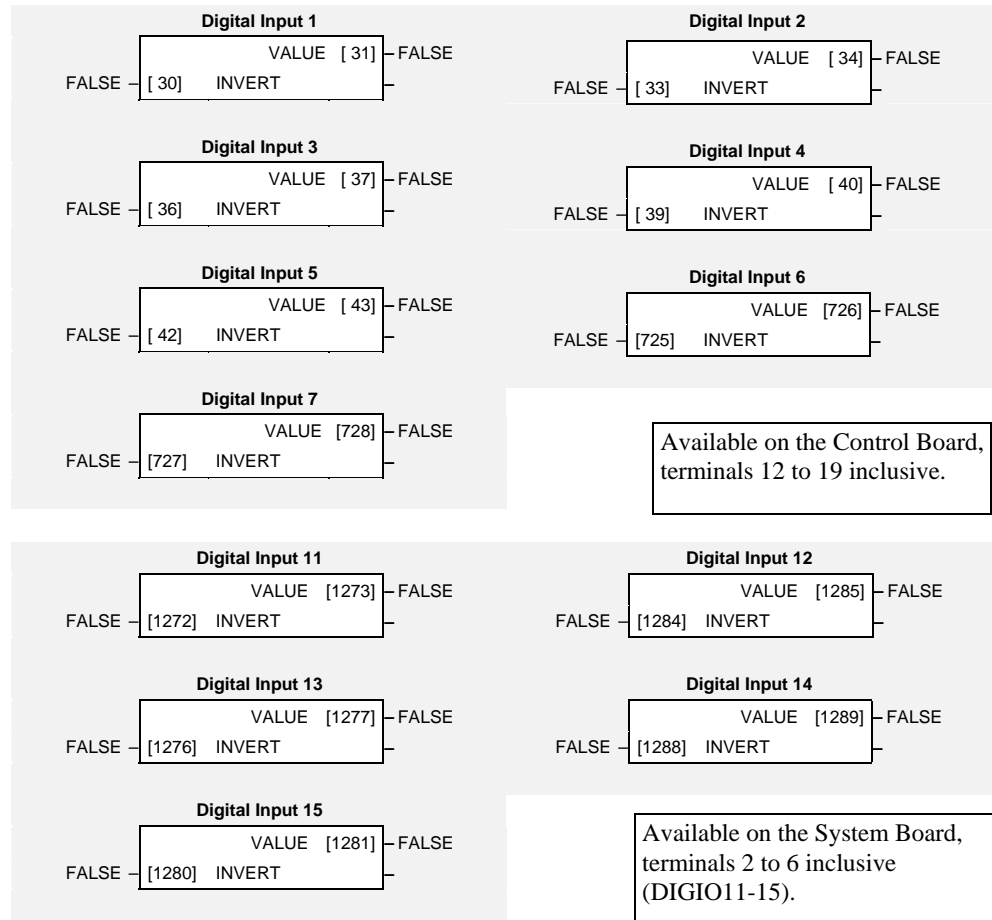 Digital Input 1
VALUE [ 31] FALSE
FALSE [ 30] INVERT
Digital Input 2
VALUE [ 34] FALSE
FALSE [ 33] INVERT
Digital Input 3
VALUE [ 37] FALSE
FALSE [ 36] INVERT
Digital Input 4
VALUE [ 40] FALSE
FALSE [ 39] INVERT
Digital Input 5
VALUE [ 43] FALSE
FALSE [ 42] INVERT
Digital Input 6
VALUE [726] FALSE
FALSE [725] INVERT
Digital Input 7
VALUE [728] FALSE
FALSE [727] INVERT
Available on the Control Board,
terminals 12 to 19 inclusive.
Digital Input 11
VALUE [1273] FALSE
FALSE [1272] INVERT
Digital Input 12
VALUE [1285] FALSE
FALSE [1284] INVERT
Digital Input 13
VALUE [1277] FALSE
FALSE [1276] INVERT
Digital Input 14
VALUE [1289] FALSE
FALSE [1288] INVERT
Digital Input 15
VALUE [1281] FALSE
FALSE [1280] INVERT
Available on the System Board,
terminals 2 to 6 inclusive
(DIGIO11-15).